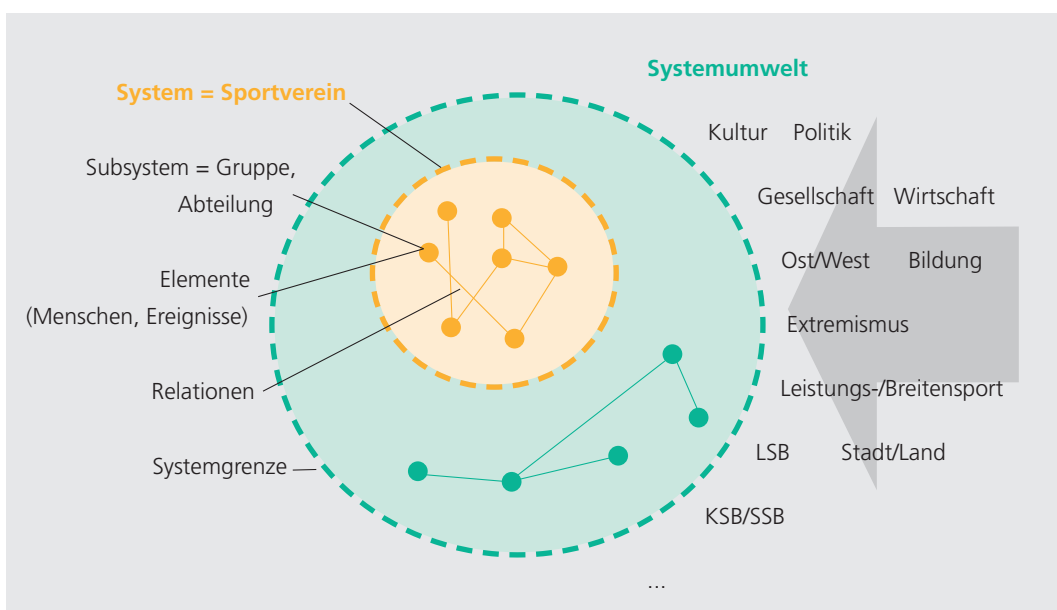 Systemumwelt
System = Sportverein
Kultur Politik
Subsystem = Gruppe,
Abteilung
Gesellschaft Wirtschaft
Ost/West Bildung
Elemente
(Menschen, Ereignisse)
Extremismus
Relationen
Leistungs-/Breitensport
LSB Stadt/Land
Systemgrenze
KSB/SSB
...